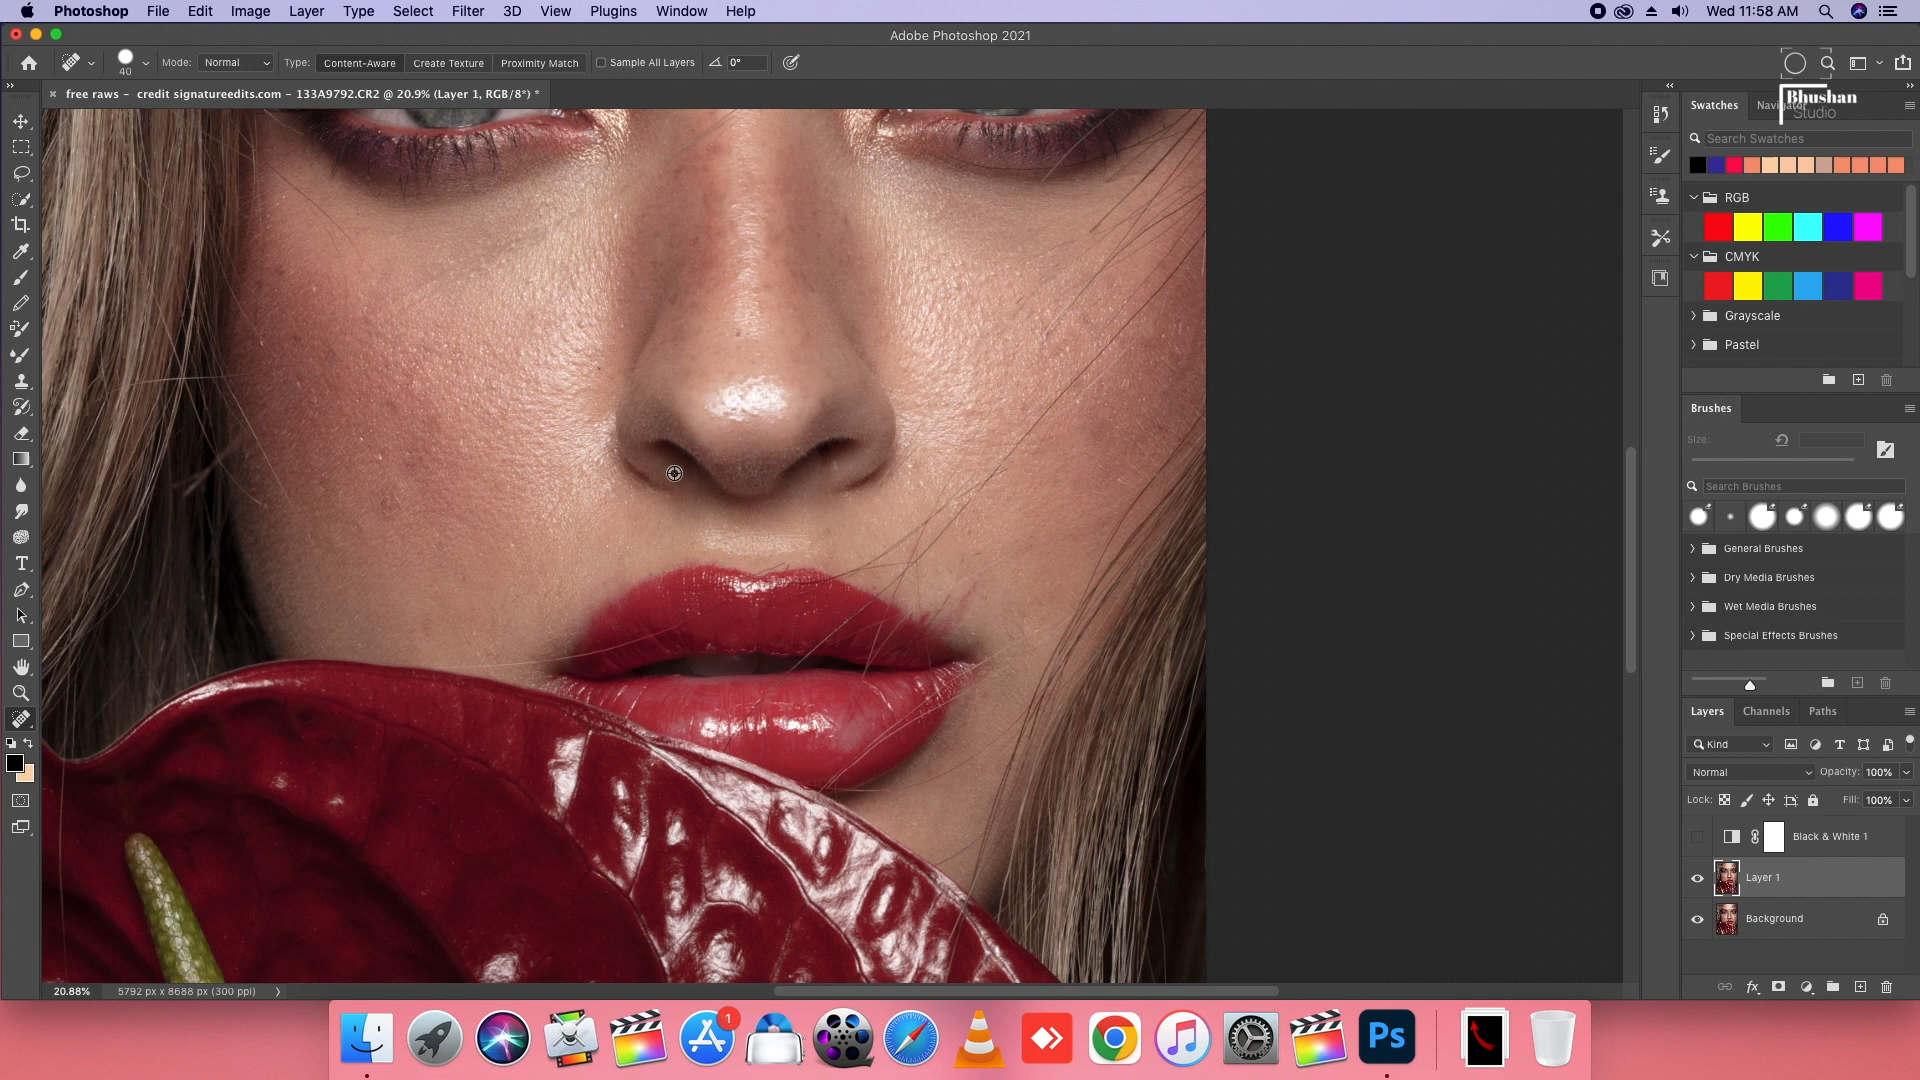 Photoshop File Edit Image Layer Type Select Filter 3D View Plugins Window Help Wed 11:58 AM
Adobe Photoshop 2021
40 Mode: Normal Type: Content-Aware Create Texture Proximity Match Sample All Layers 0°
free raws - credit signatureedits.com - 133A9792.CR2 @ 20.9% (Layer 1, RGB/8*) *
Bhushan
Studio
Swatches Navigator
Search Swatches
RGB
CMYK
Grayscale
Pastel
Brushes
Size:
Search Brushes
General Brushes
Dry Media Brushes
Wet Media Brushes
Special Effects Brushes
Layers Channels Paths
Kind
Normal Opacity: 100%
Lock: Fill: 100%
Black & White 1
Layer 1
Background
20.88% 5792 px x 8688 px (300 ppi)
1
Ps